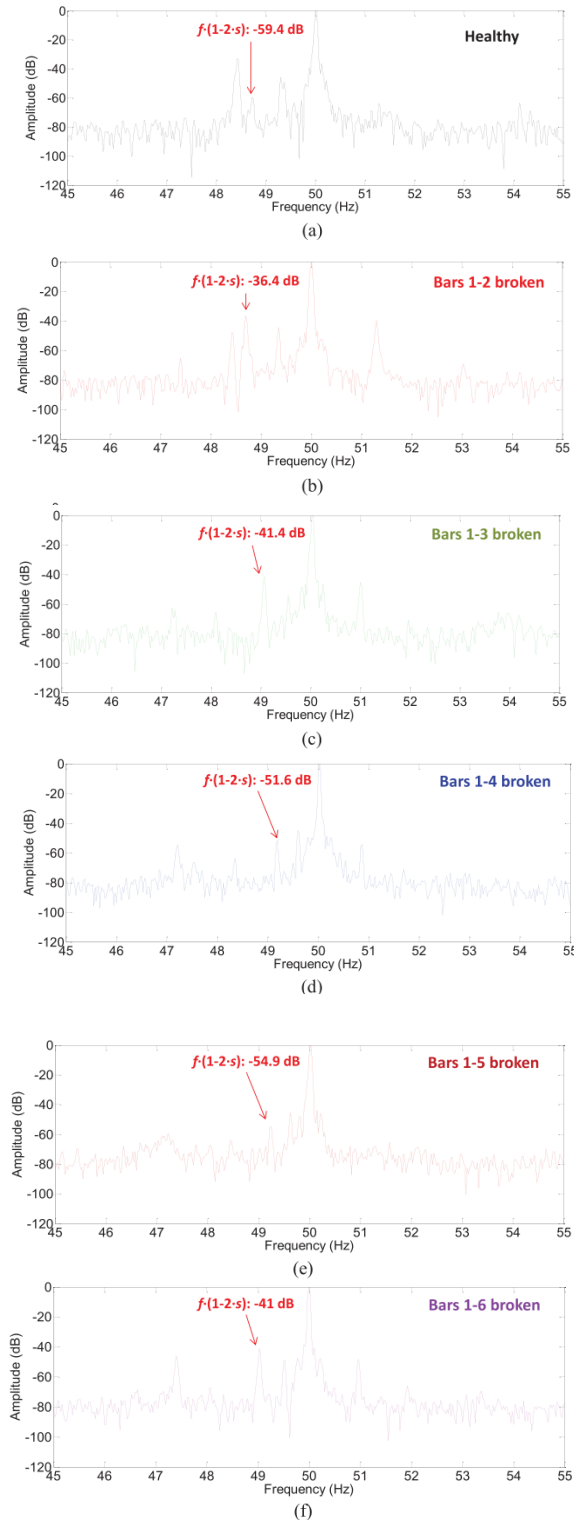 0
f·(1-2·s): -59.4 dB
Healthy
-20
-40
-60
-80
-100
-120
Amplitude (dB)
45 46 47 48 49 50 51 52 53 54 55
Frequency (Hz)
(a)
0
f·(1-2·s): -36.4 dB
Bars 1-2 broken
-20
-40
-60
-80
-100
-120
Amplitude (dB)
45 46 47 48 49 50 51 52 53 54 55
Frequency (Hz)
(b)
0
f·(1-2·s): -41.4 dB
Bars 1-3 broken
-20
-40
-60
-80
-100
-120
Amplitude (dB)
45 46 47 48 49 50 51 52 53 54 55
Frequency (Hz)
(c)
0
f·(1-2·s): -51.6 dB
Bars 1-4 broken
-20
-40
-60
-80
-100
-120
Amplitude (dB)
45 46 47 48 49 50 51 52 53 54 55
Frequency (Hz)
(d)
0
f·(1-2·s): -54.9 dB
Bars 1-5 broken
-20
-40
-60
-80
-100
-120
Amplitude (dB)
45 46 47 48 49 50 51 52 53 54 55
Frequency (Hz)
(e)
0
f·(1-2·s): -41 dB
Bars 1-6 broken
-20
-40
-60
-80
-100
-120
Amplitude (dB)
45 46 47 48 49 50 51 52 53 54 55
Frequency (Hz)
(f)